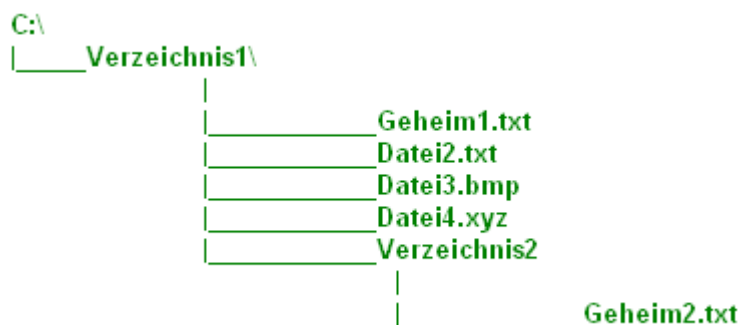 C:\
|_____Verzeichnis1\
|
|____________Geheim1.txt
|____________Datei2.txt
|____________Datei3.bmp
|____________Datei4.xyz
|____________Verzeichnis2
|
| Geheim2.txt